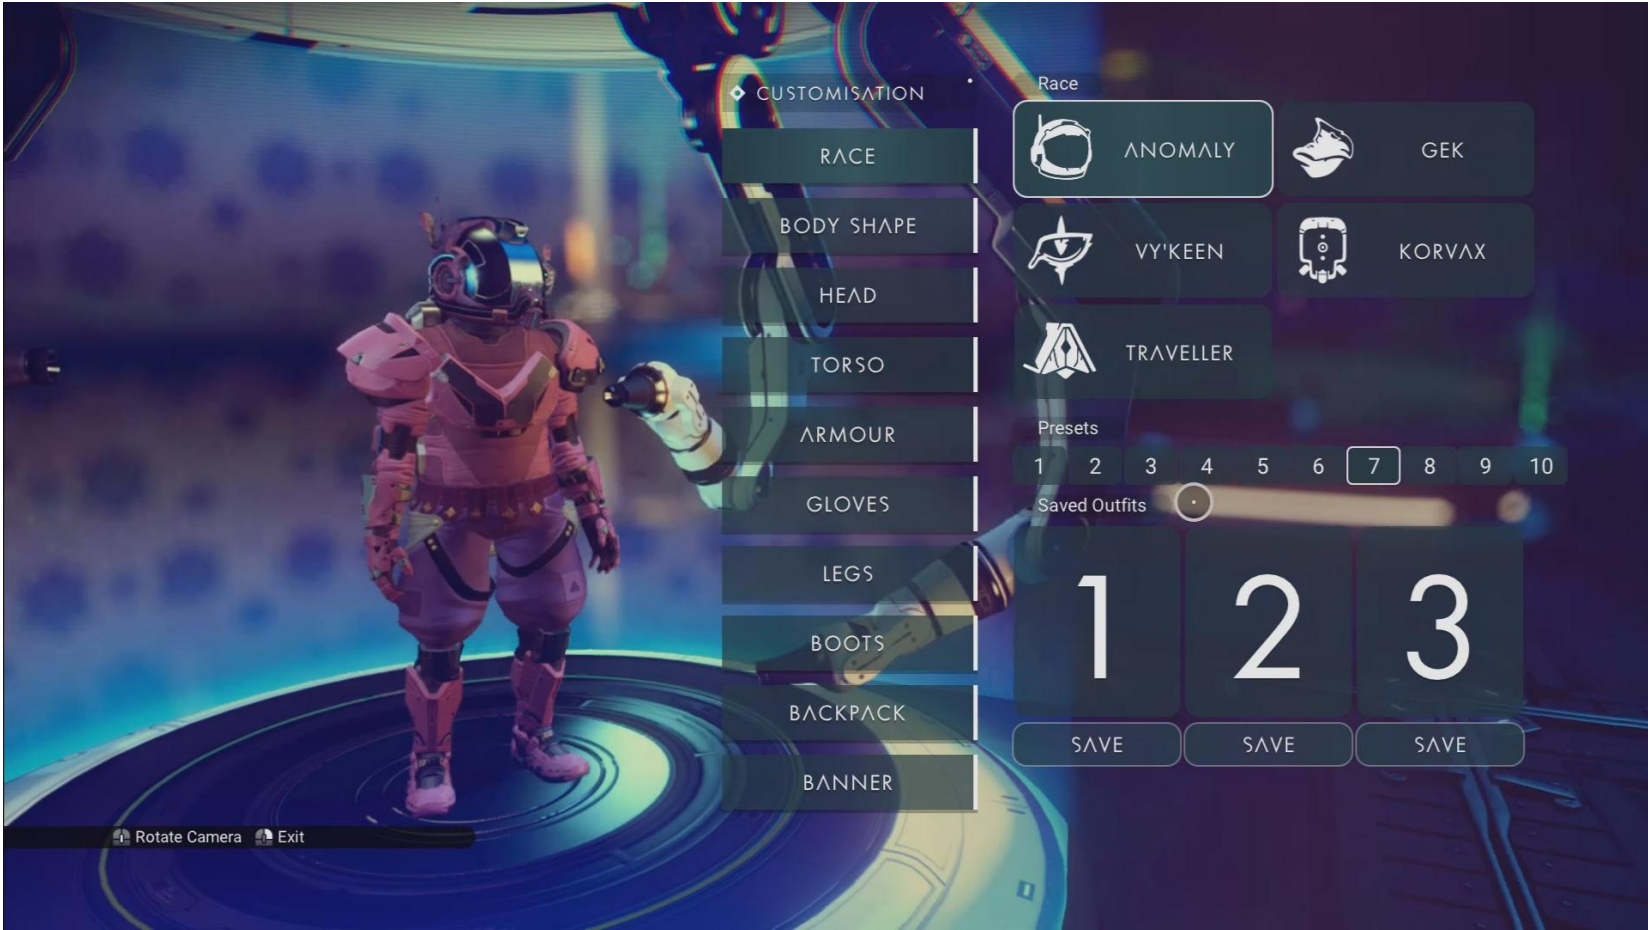 CUSTOMISATION
RACE
BODY SHAPE
HEAD
TORSO
ARMOUR
GLOVES
LEGS
BOOTS
BACKPACK
BANNER
Race
ANOMALY GEK
VY'KEEN KORVAX
TRAVELLER
Presets
1 2 3 4 5 6 7 8 9 10
Saved Outfits
1 2 3
SAVE SAVE SAVE
Rotate Camera Exit